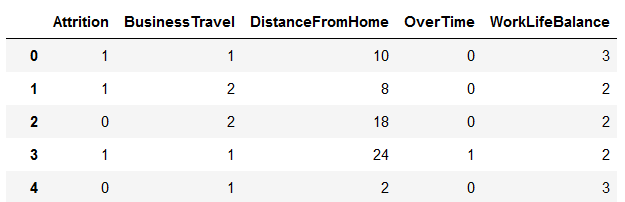 Attrition BusinessTravel DistanceFromHome OverTime WorkLifeBalance
0 1 1 10 0 3
1 1 2 8 0 2
2 0 2 18 0 2
3 1 1 24 1 2
4 0 1 2 0 3